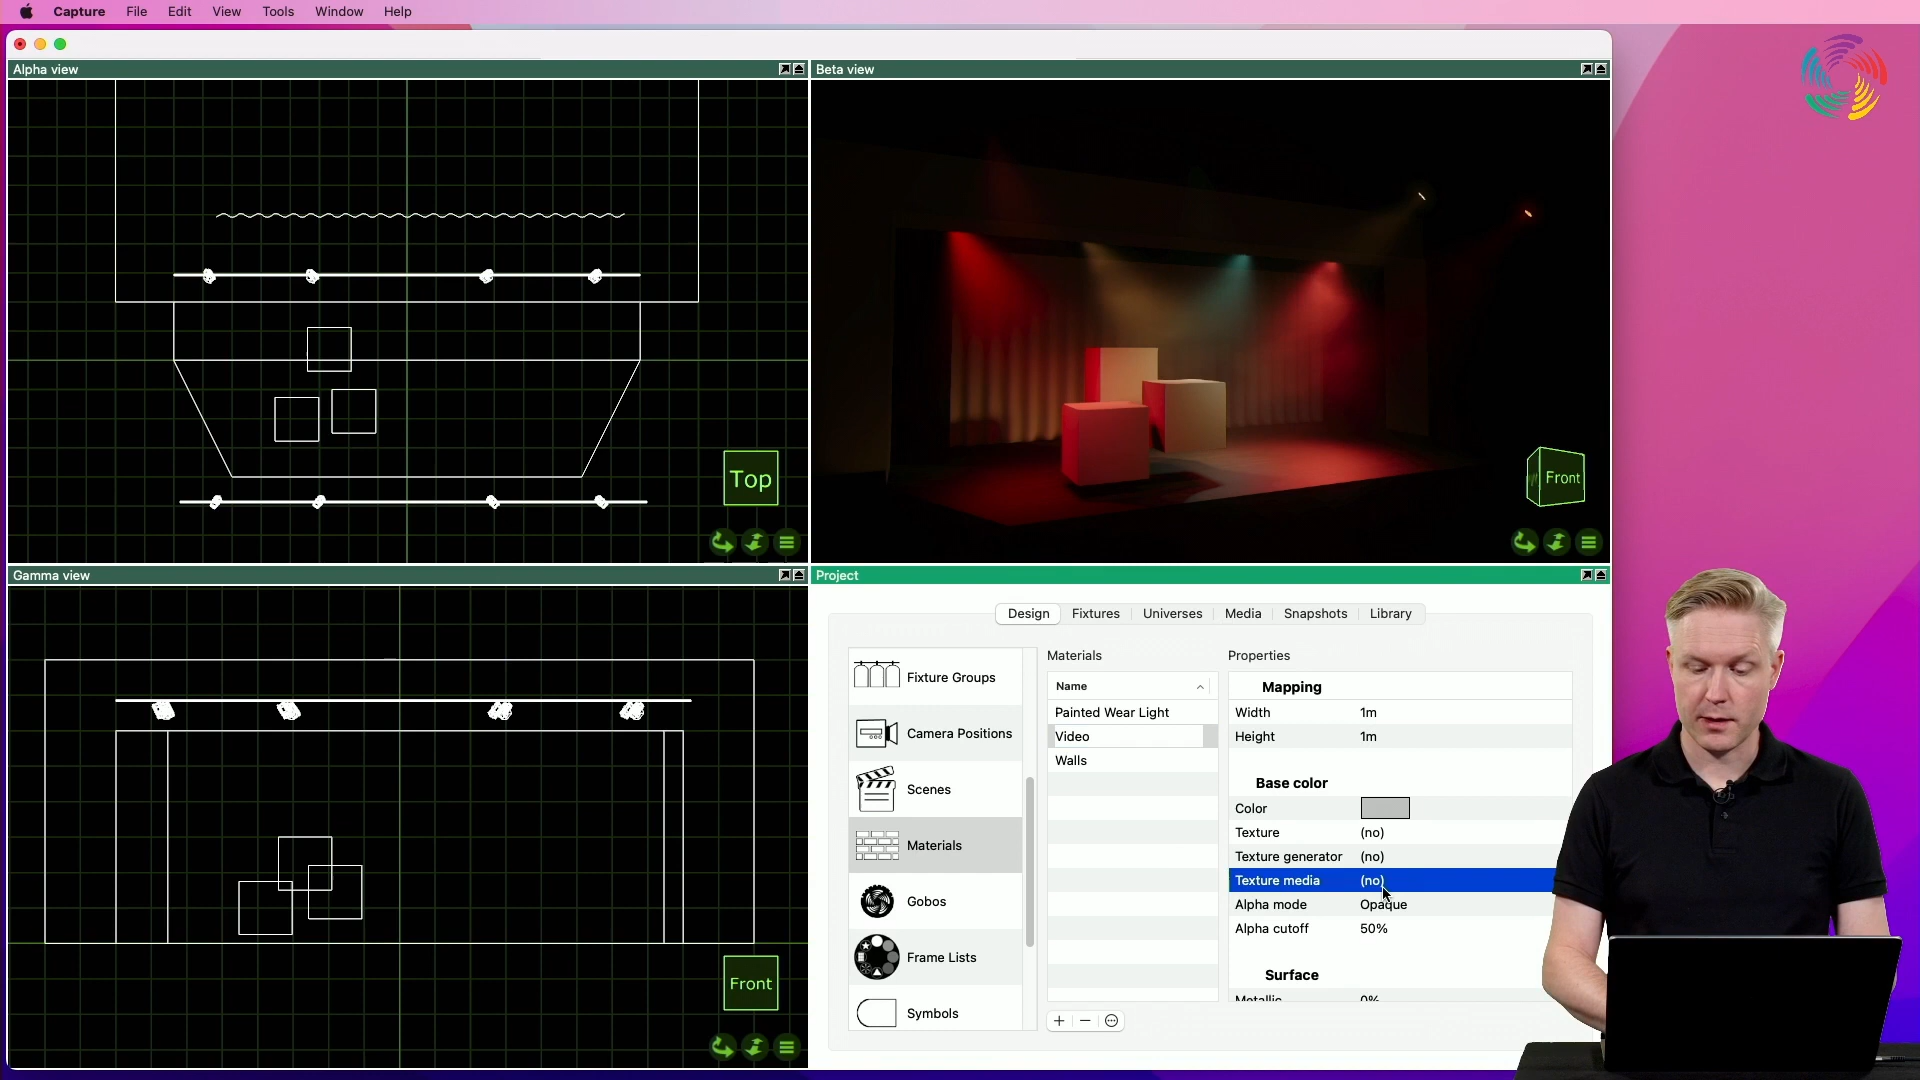 Capture File Edit View Tools Window Help
Alpha view
Top
Beta view
Front
Gamma view
Front
Project
Design Fixtures Universes Media Snapshots Library
Fixture Groups
Camera Positions
Scenes
Materials
Gobos
Frame Lists
Symbols
Materials
Name
Painted Wear Light
Video
Walls
Properties
Mapping
Width 1m
Height 1m
Base color
Color
Texture (no)
Texture generator (no)
Texture media (no)
Alpha mode Opaque
Alpha cutoff 50%
Surface
Metallic 0%